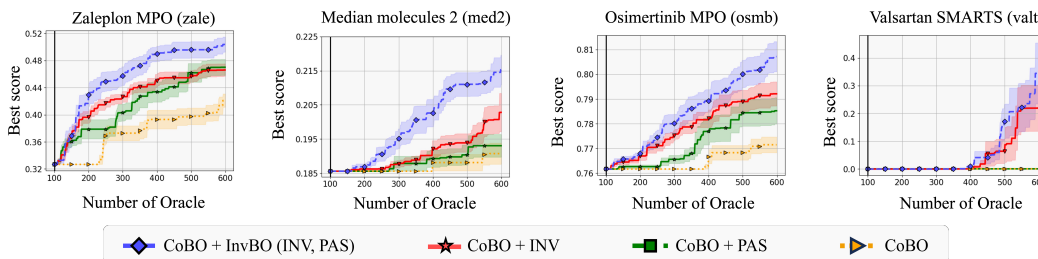 Zaleplon MPO (zale)
Best score
0.52
0.48
0.44
0.40
0.36
0.32
100 200 300 400 500 600
Number of Oracle
Median molecules 2 (med2)
Best score
0.225
0.215
0.205
0.195
0.185
100 200 300 400 500 600
Number of Oracle
Osimertinib MPO (osmb)
Best score
0.81
0.80
0.79
0.78
0.77
0.76
100 200 300 400 500 600
Number of Oracle
Valsartan SMARTS (valt
Best score
0.4
0.3
0.2
0.1
0.0
100 200 300 400 500 600
Number of Oracle
CoBO + InvBO (INV, PAS) CoBO + INV CoBO + PAS CoBO